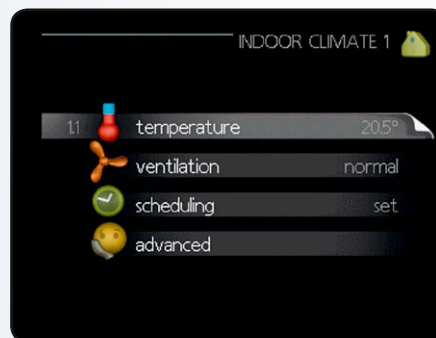 INDOOR CLIMATE 1
1.1 temperature 20.5°
ventilation normal
scheduling set
advanced